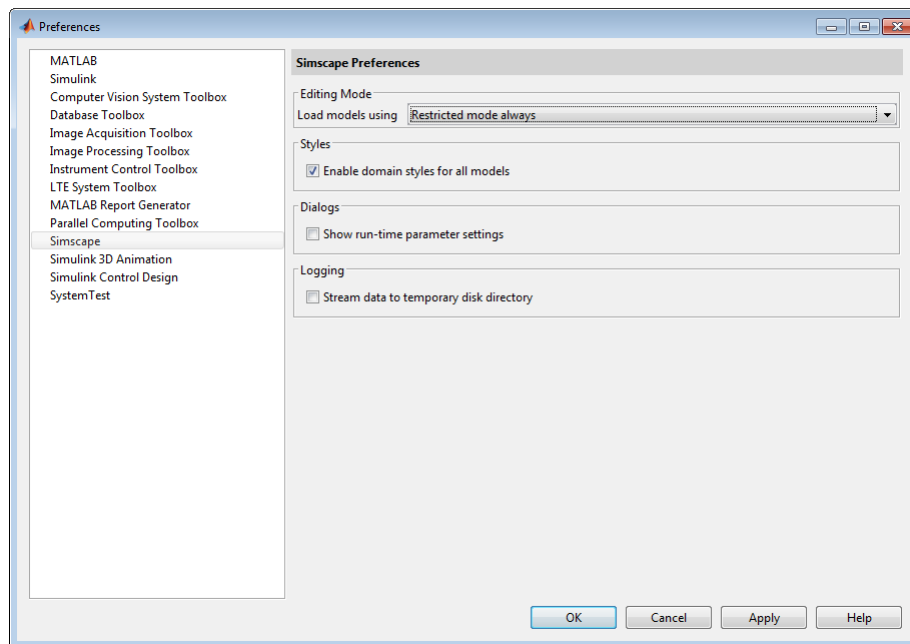 Preferences
MATLAB
Simulink
Computer Vision System Toolbox
Database Toolbox
Image Acquisition Toolbox
Image Processing Toolbox
Instrument Control Toolbox
LTE System Toolbox
MATLAB Report Generator
Parallel Computing Toolbox
Simscape
Simulink 3D Animation
Simulink Control Design
SystemTest
Simscape Preferences
Editing Mode
Load models using Restricted mode always
Styles
Enable domain styles for all models
Dialogs
Show run-time parameter settings
Logging
Stream data to temporary disk directory
OK Cancel Apply Help